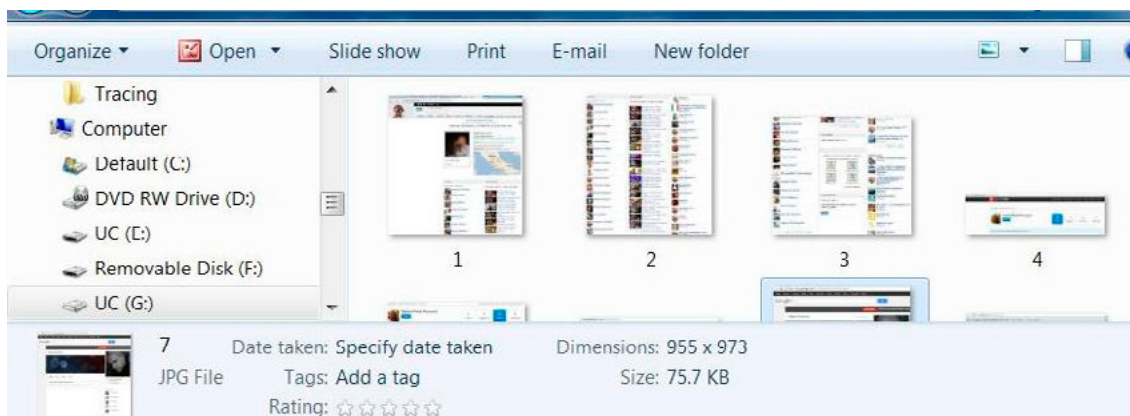 Organize Open Slide show Print E-mail New folder
Tracing
Computer
Default (C:)
DVD RW Drive (D:)
UC (E:)
Removable Disk (F:)
UC (G:)
1 2 3 4
7 Date taken: Specify date taken Dimensions: 955 x 973
JPG File Tags: Add a tag Size: 75.7 KB
Rating: